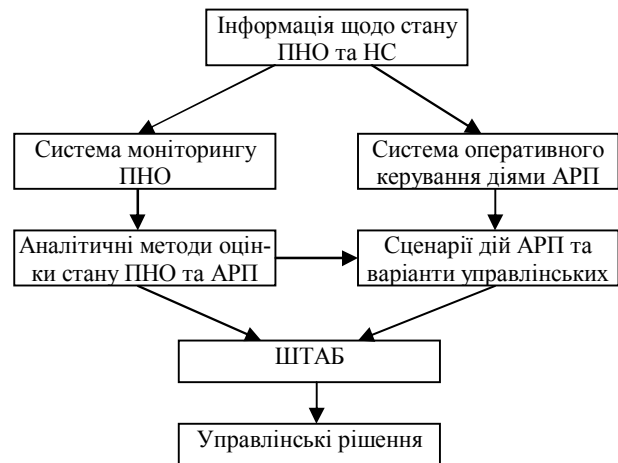 Інформація щодо стану
ПНО та НС
Система моніторингу
ПНО
Система оперативного
керування діями АРП
Аналітичні методи оцін-
ки стану ПНО та АРП
Сценарії дій АРП та
варіанти управлінських
ШТАБ
Управлінські рішення